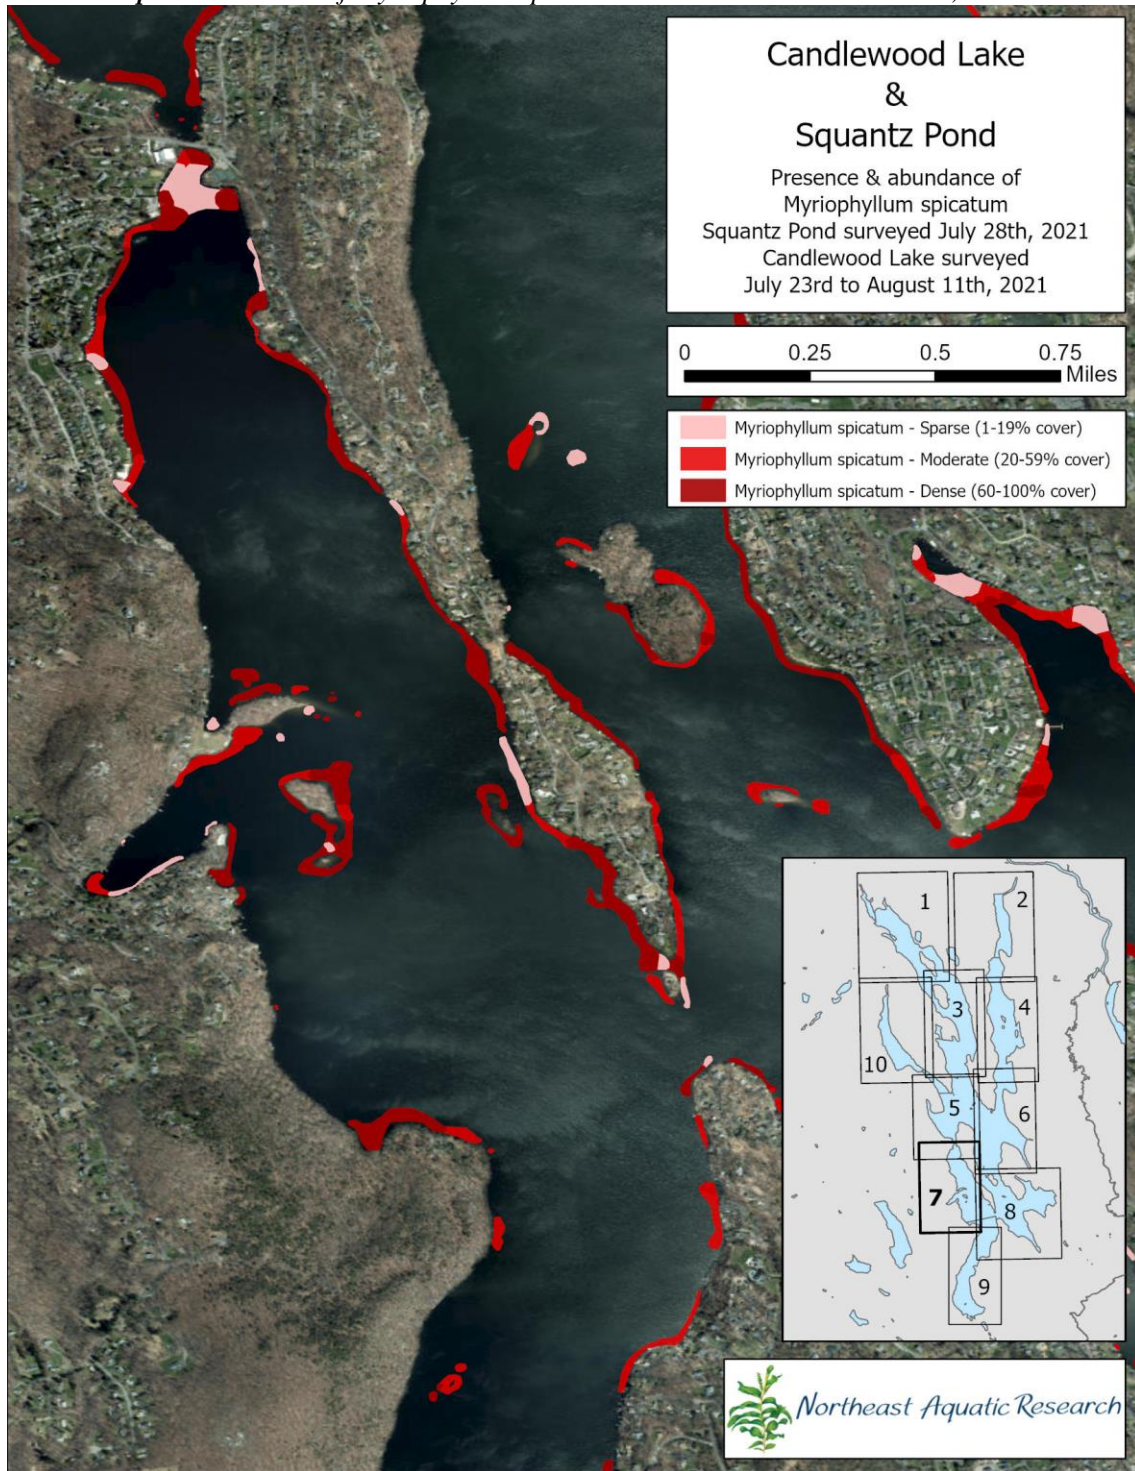 Candlewood Lake
&
Squantz Pond
Presence & abundance of
Myriophyllum spicatum
Squantz Pond surveyed July 28th, 2021
Candlewood Lake surveyed
July 23rd to August 11th, 2021
0 0.25 0.5 0.75
Miles
Myriophyllum spicatum - Sparse (1-19% cover)
Myriophyllum spicatum - Moderate (20-59% cover)
Myriophyllum spicatum - Dense (60-100% cover)
1 2
3 4
10
5 6
7 8
9
Northeast Aquatic Research